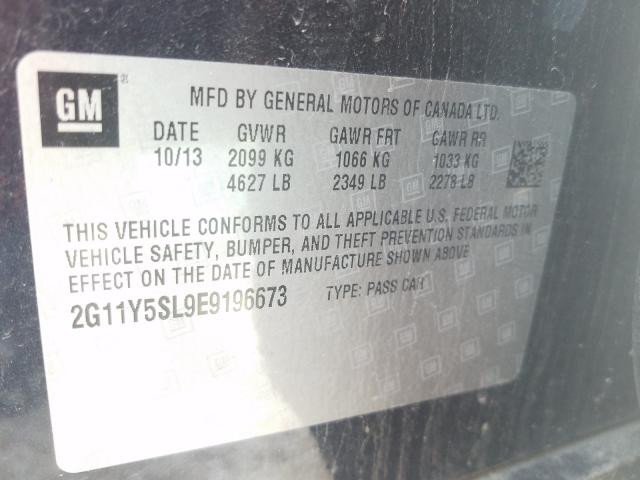 GM
MFD BY GENERAL MOTORS OF CANADA LTD.
DATE GVWR GAWR FRT GAWR RR
10/13 2099 KG 1066 KG 1033 KG
4627 LB 2349 LB 2278 LB
THIS VEHICLE CONFORMS TO ALL APPLICABLE U.S. FEDERAL MOTOR
VEHICLE SAFETY, BUMPER, AND THEFT PREVENTION STANDARDS IN
EFFECT ON THE DATE OF MANUFACTURE SHOWN ABOVE
2G11Y5SL9E9196673 TYPE: PASS CAR